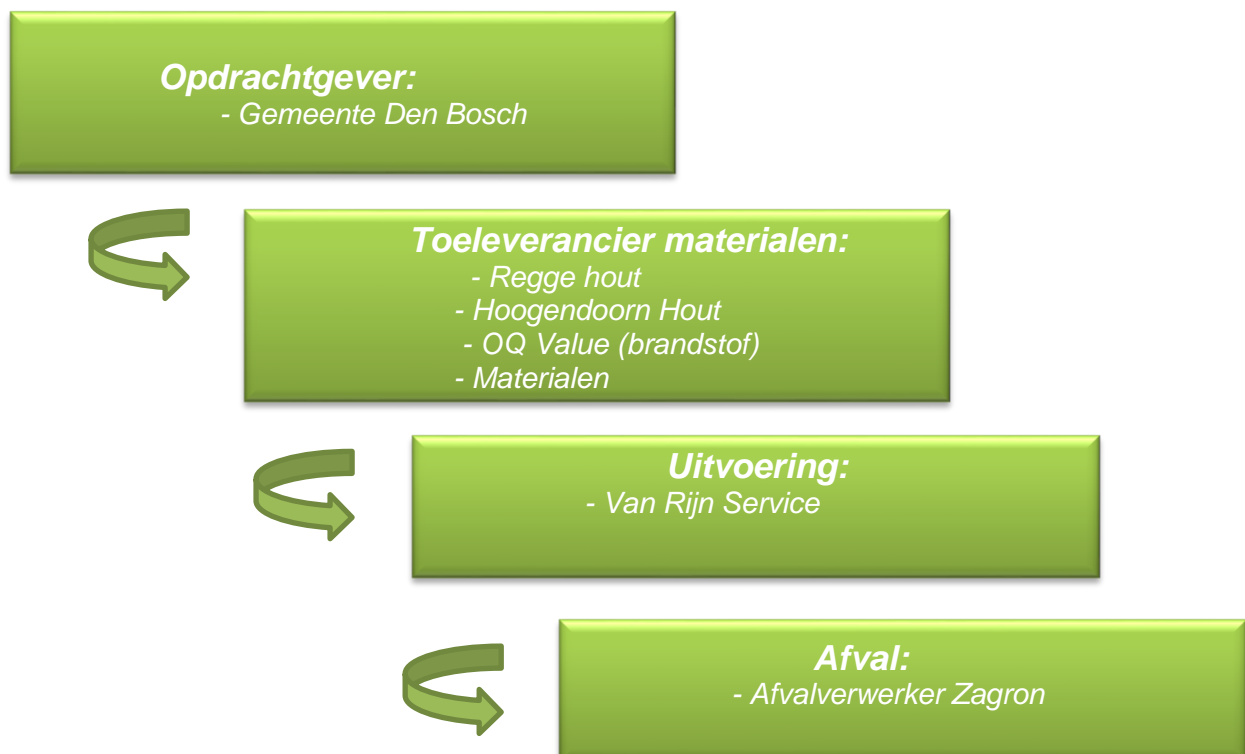 Opdrachtgever:
- Gemeente Den Bosch
Toeleverancier materialen:
- Regge hout
- Hoogendoorn Hout
- OQ Value (brandstof)
- Materialen
Uitvoering:
- Van Rijn Service
Afval:
- Afvalverwerker Zagron